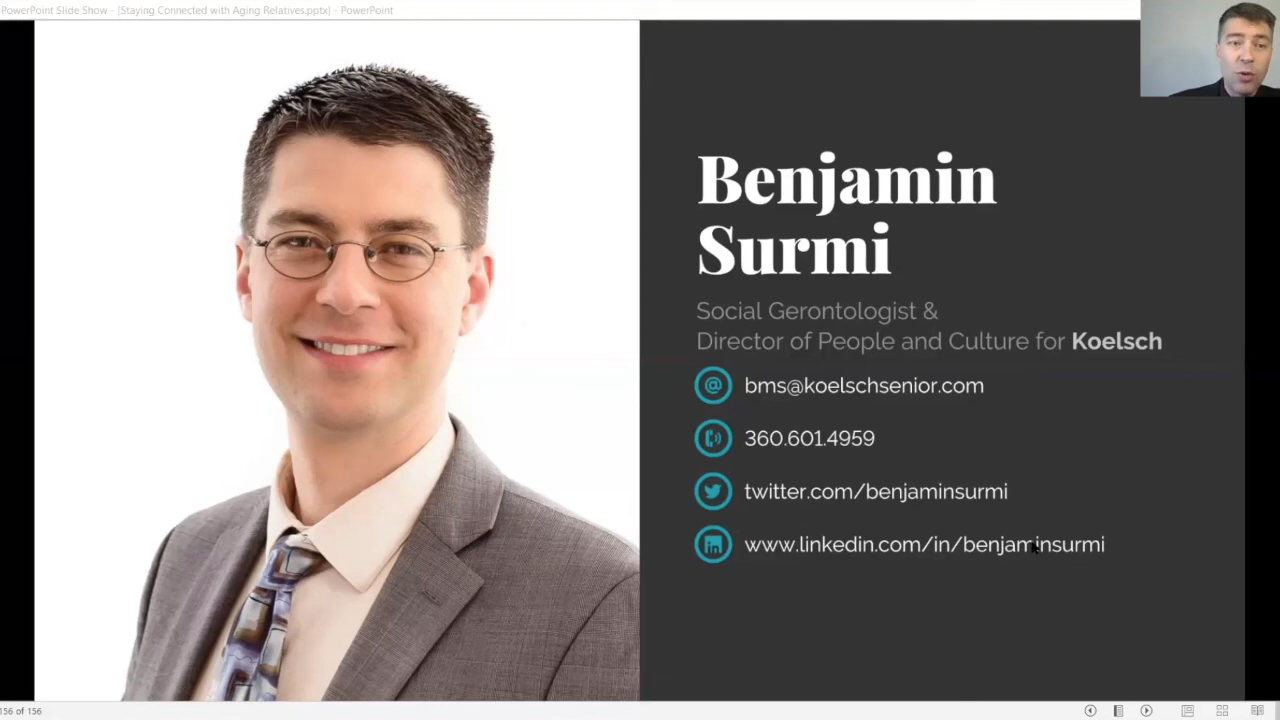 PowerPoint Slide Show - [Staying Connected with Aging Relatives.pptx] - PowerPoint
Benjamin
Surmi
Social Gerontologist &
Director of People and Culture for Koelsch
bms@koelschsenior.com
360.601.4959
twitter.com/benjaminsurmi
www.linkedin.com/in/benjaminsurmi
156 of 156